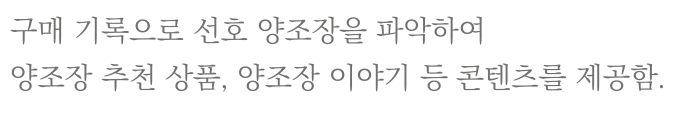 구매 기록으로 선호 양조장을 파악하여
양조장 추천 상품, 양조장 이야기 등 콘텐츠를 제공함.